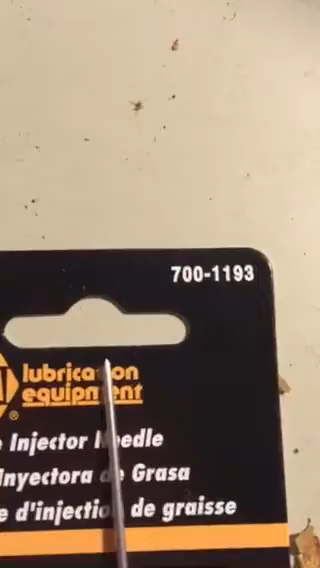 700-1193
lubrication
equipment
®
Injector Needle
Inyectora de Grasa
d'injection de graisse